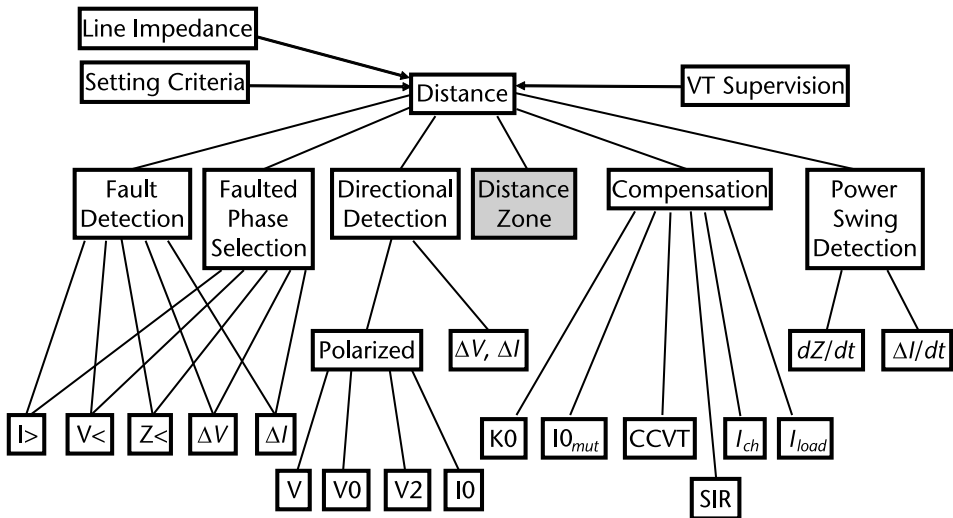 Line Impedance
Setting Criteria
Distance
VT Supervision
Fault
Detection
Faulted
Phase
Selection
Directional
Detection
Distance
Zone
Compensation
Power
Swing
Detection
Polarized
ΔV, ΔI
dZ/dt
ΔI/dt
I>
V<
Z<
ΔV
ΔI
K0
I0mut
CCVT
Ich
Iload
V
V0
V2
I0
SIR